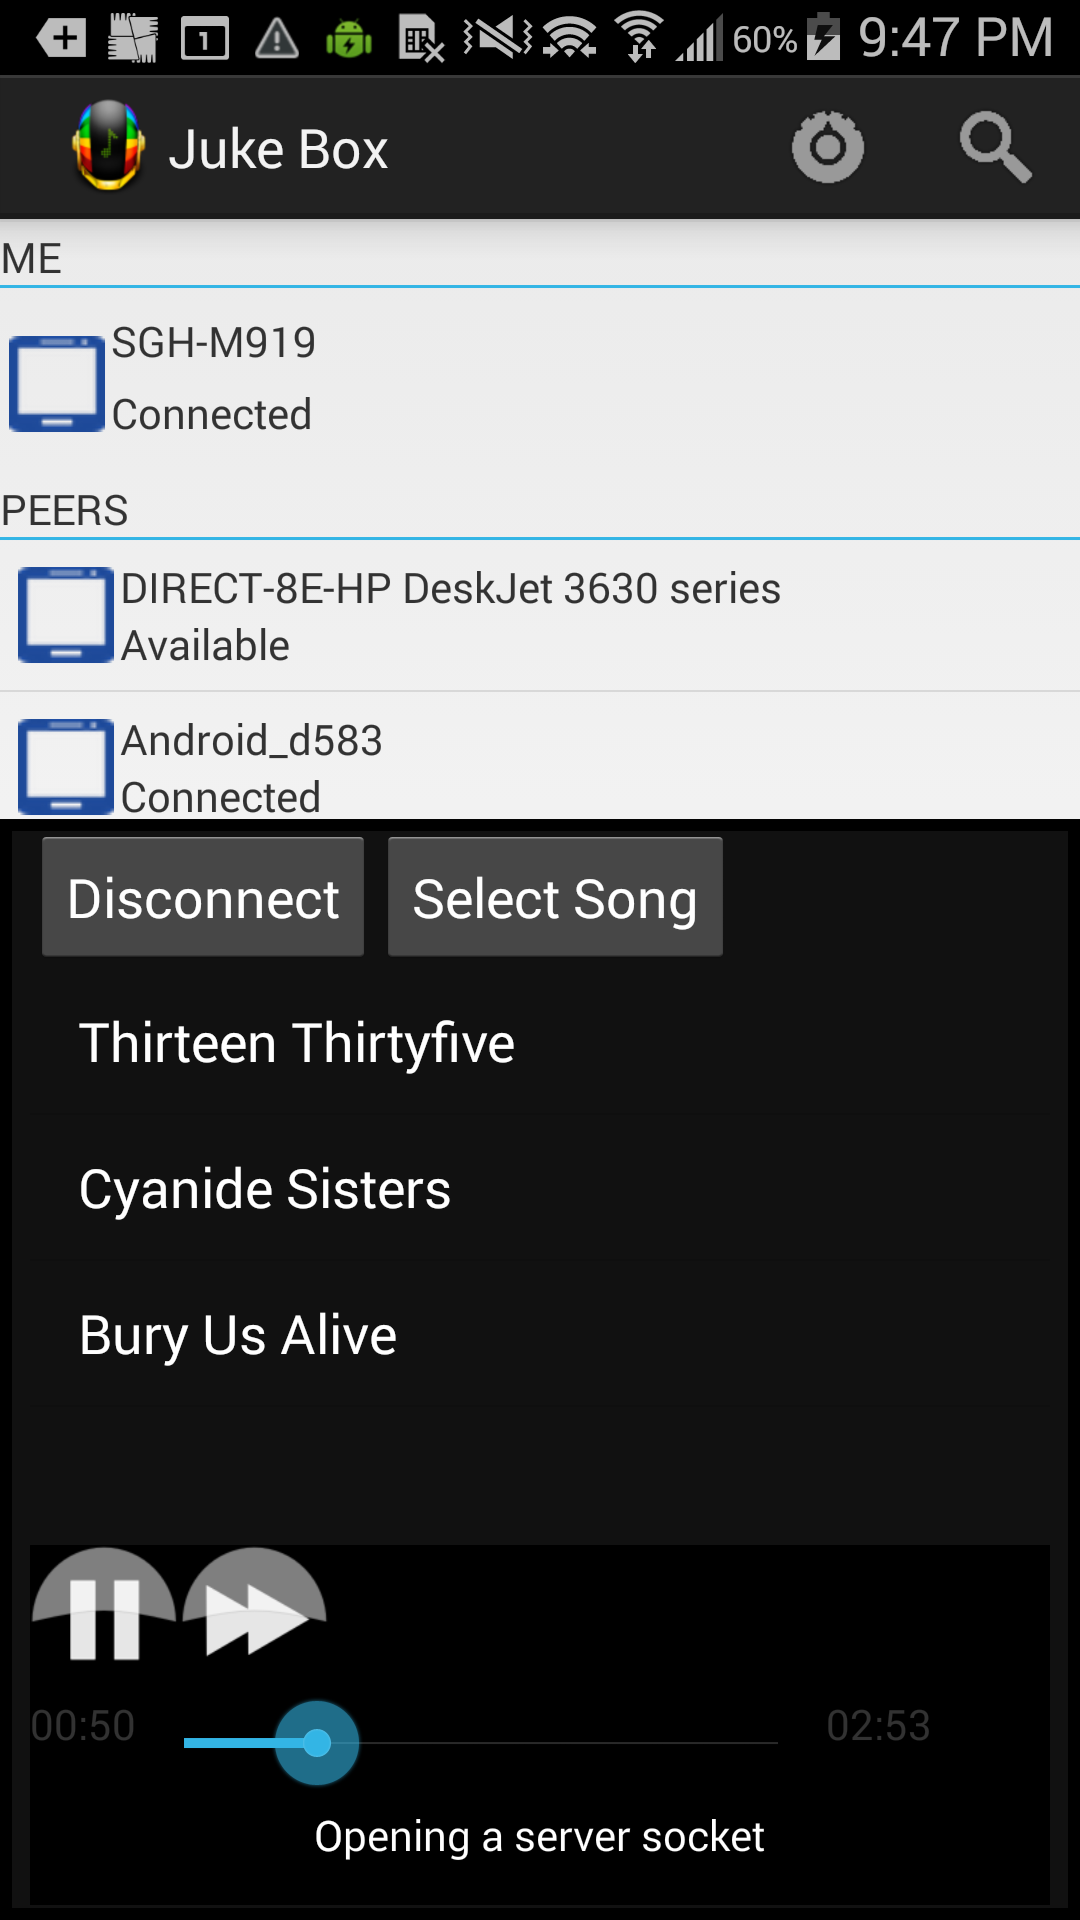 1 60% 9:47 PM
Juke Box
ME
SGH-M919
Connected
PEERS
DIRECT-8E-HP DeskJet 3630 series
Available
Android_d583
Connected
Disconnect Select Song
Thirteen Thirtyfive
Cyanide Sisters
Bury Us Alive
00:50 02:53
Opening a server socket